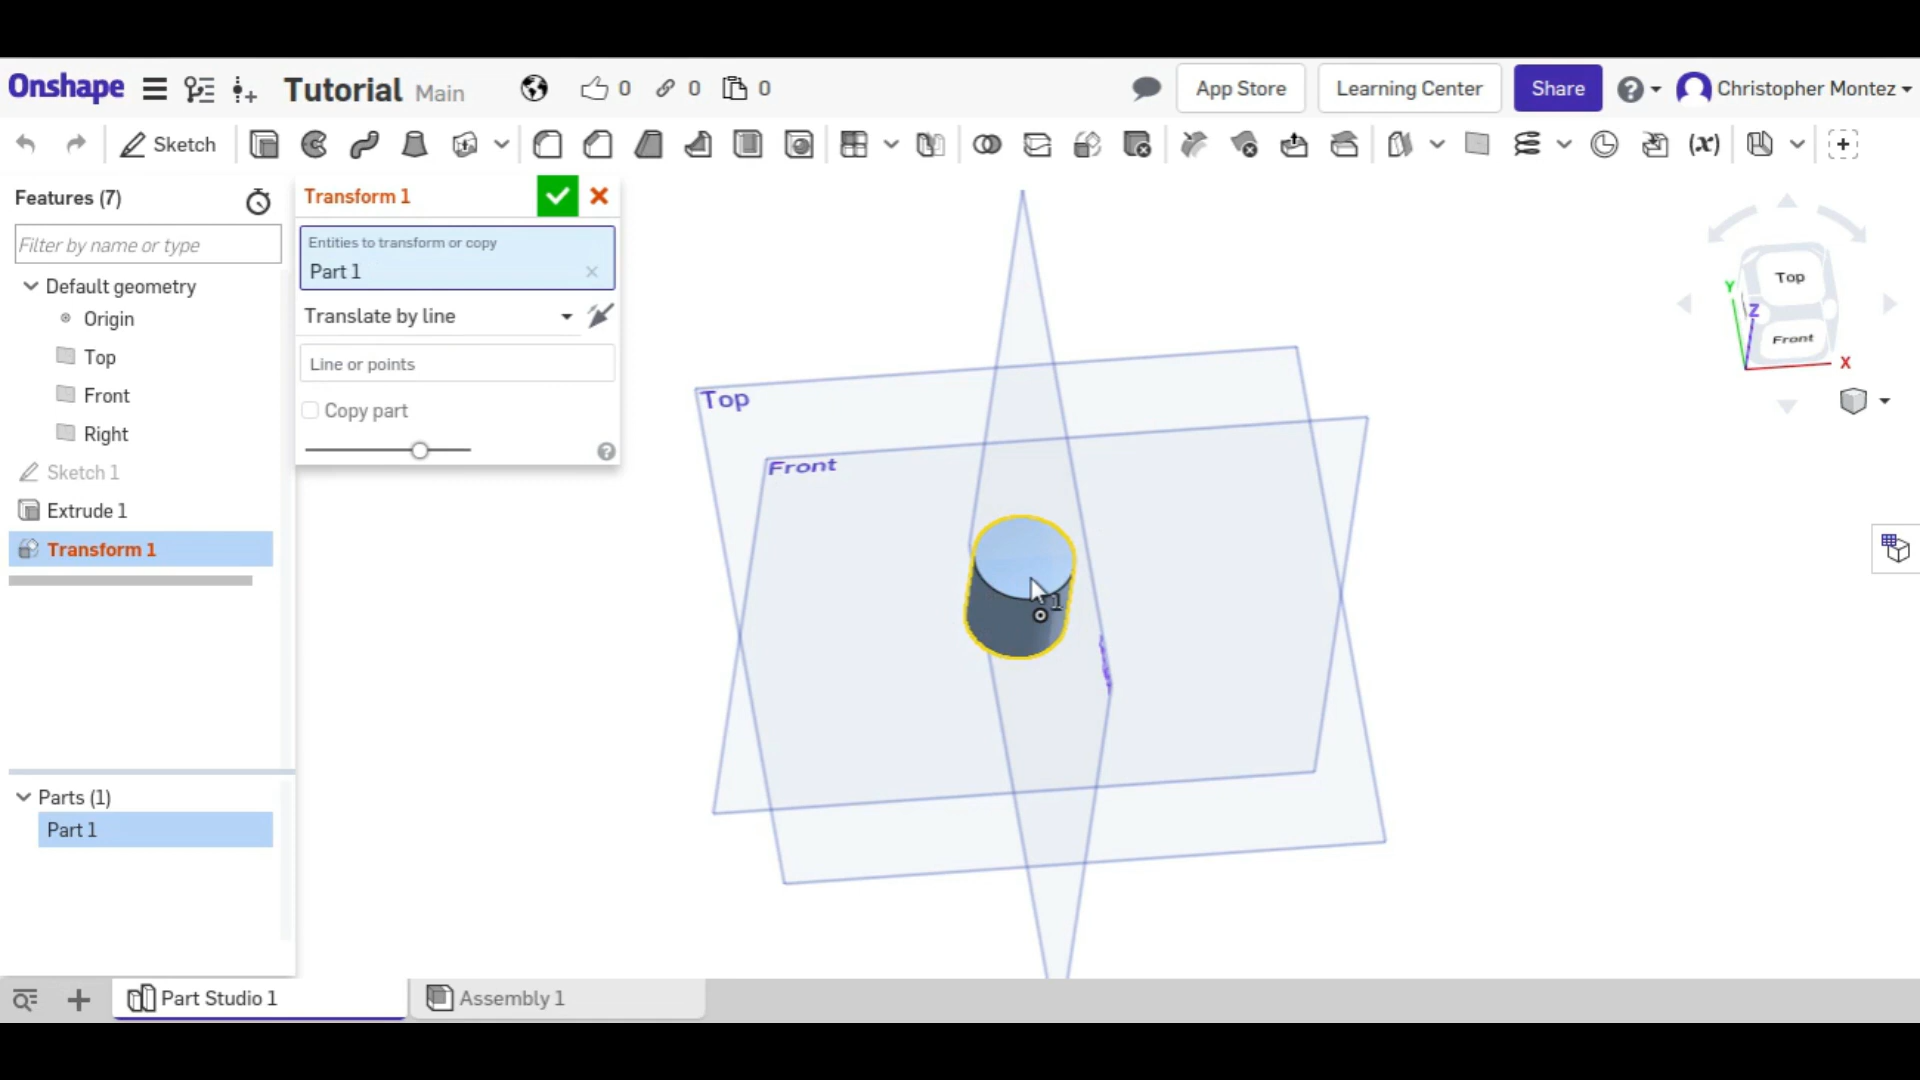 Onshape Tutorial Main 0 0 0 App Store Learning Center Share Christopher Montez
Sketch (x)
Features (7)
Filter by name or type
Default geometry
Origin
Top
Front
Right
Sketch 1
Extrude 1
Transform 1
Parts (1)
Part 1
Transform 1
Entities to transform or copy
Part 1
Translate by line
Line or points
Copy part
Top
Front
1
Top
Front
Y
Z
X
Part Studio 1 Assembly 1